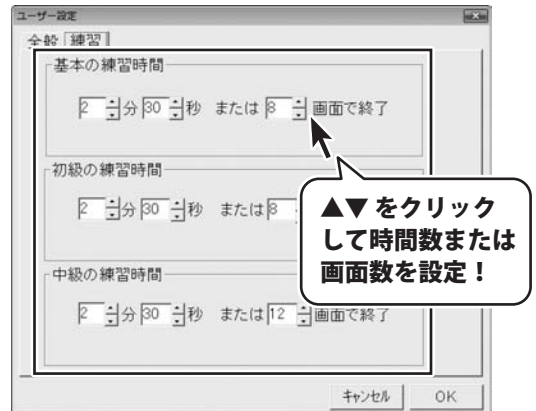 ユーザー設定
全般 練習
基本の練習時間
2 分 30 秒 または 8 画面で終了
初級の練習時間
2 分 30 秒 または 8
▲▼ をクリック
して時間数または
画面数を設定！
中級の練習時間
2 分 30 秒 または 12 画面で終了
キャンセル OK